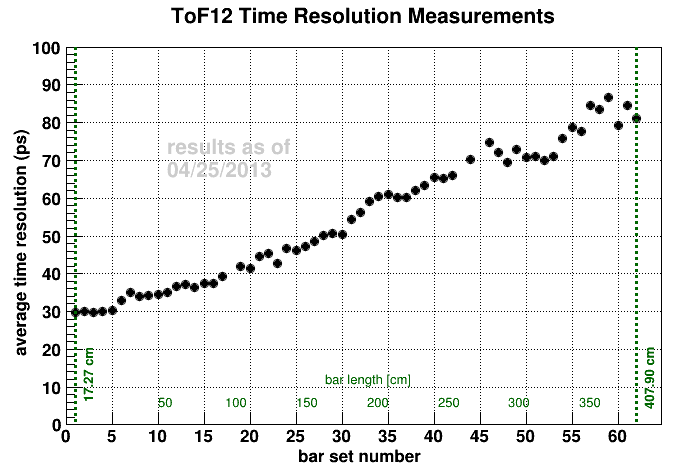 ToF12 Time Resolution Measurements
average time resolution (ps)
100
90
80
70
60
50
40
30
20
10
0
results as of
04/25/2013
17.27 cm
407.90 cm
bar length [cm]
50 100 150 200 250 300 350
0 5 10 15 20 25 30 35 40 45 50 55 60
bar set number